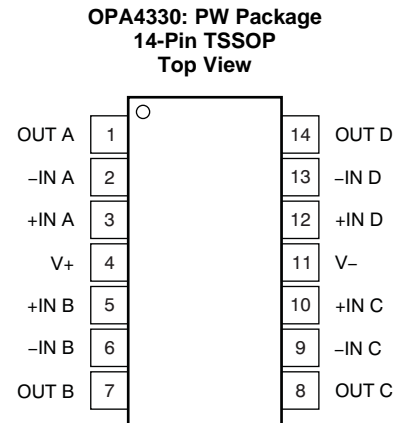 OPA4330: PW Package
14-Pin TSSOP
Top View
OUT A 1 14 OUT D
−IN A 2 13 −IN D
+IN A 3 12 +IN D
V+ 4 11 V−
+IN B 5 10 +IN C
−IN B 6 9 −IN C
OUT B 7 8 OUT C